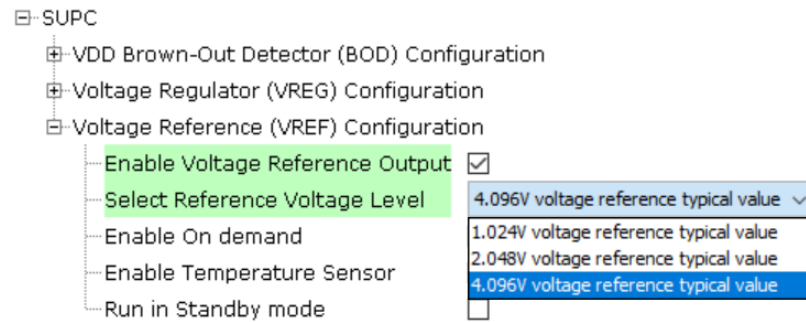 SUPC
VDD Brown-Out Detector (BOD) Configuration
Voltage Regulator (VREG) Configuration
Voltage Reference (VREF) Configuration
Enable Voltage Reference Output
Select Reference Voltage Level 4.096V voltage reference typical value
Enable On demand 1.024V voltage reference typical value
2.048V voltage reference typical value
Enable Temperature Sensor 4.096V voltage reference typical value
Run in Standby mode